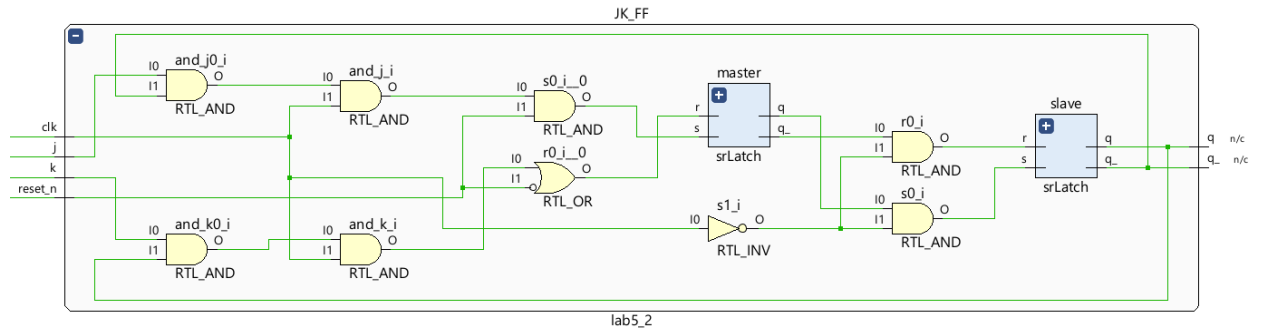 JK_FF
clk
j
k
reset_n
I0
I1
and_j0_i
O
RTL_AND
I0
I1
and_j_i
O
RTL_AND
I0
I1
s0_i__0
O
RTL_AND
I0
I1
r0_i__0
O
RTL_OR
I0
I1
and_k0_i
O
RTL_AND
I0
I1
and_k_i
O
RTL_AND
master
r
s
q
q_
srLatch
I0
s1_i
O
RTL_INV
I0
I1
r0_i
O
RTL_AND
I0
I1
s0_i
O
RTL_AND
slave
r
s
q
q_
srLatch
q n/c
q_ n/c
lab5_2